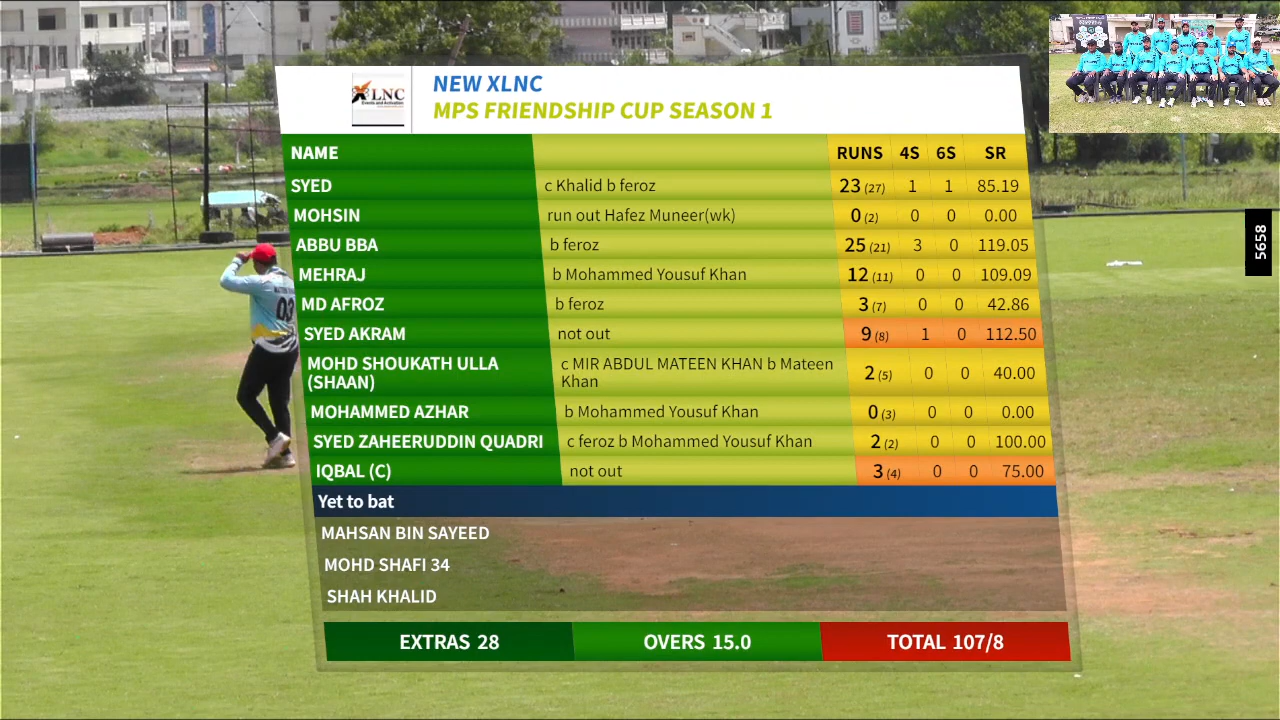 XLNC
Events and Activation
NEW XLNC
MPS FRIENDSHIP CUP SEASON 1
NAME RUNS 4S 6S SR
SYED c Khalid b feroz 23 (27) 1 1 85.19
MOHSIN run out Hafez Muneer(wk) 0 (2) 0 0 0.00
ABBU BBA b feroz 25 (21) 3 0 119.05
MEHRAJ b Mohammed Yousuf Khan 12 (11) 0 0 109.09
MD AFROZ b feroz 3 (7) 0 0 42.86
SYED AKRAM not out 9 (8) 1 0 112.50
MOHD SHOUKATH ULLA (SHAAN) c MIR ABDUL MATEEN KHAN b Mateen Khan 2 (5) 0 0 40.00
MOHAMMED AZHAR b Mohammed Yousuf Khan 0 (3) 0 0 0.00
SYED ZAHEERUDDIN QUADRI c feroz b Mohammed Yousuf Khan 2 (2) 0 0 100.00
IQBAL (C) not out 3 (4) 0 0 75.00
Yet to bat
MAHSAN BIN SAYEED
MOHD SHAFI 34
SHAH KHALID
EXTRAS 28 OVERS 15.0 TOTAL 107/8
5658
03